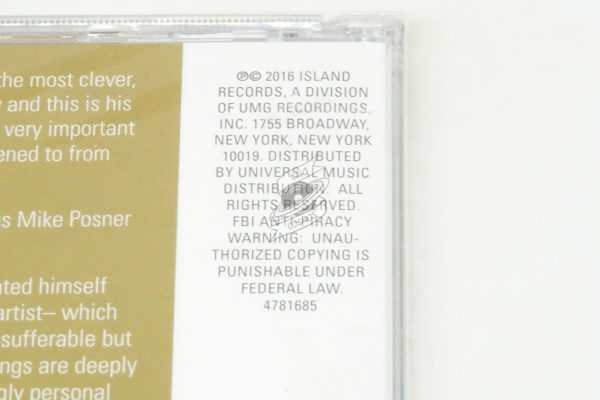 the most clever,
and this is his
very important
ened to from
s Mike Posner
ted himself
artist– which
sufferable but
ngs are deeply
gly personal
℗© 2016 ISLAND
RECORDS, A DIVISION
OF UMG RECORDINGS,
INC. 1755 BROADWAY,
NEW YORK, NEW YORK
10019. DISTRIBUTED
BY UNIVERSAL MUSIC
DISTRIBUTION. ALL
RIGHTS RESERVED.
FBI ANTI-PIRACY
WARNING: UNAU-
THORIZED COPYING IS
PUNISHABLE UNDER
FEDERAL LAW.
4781685